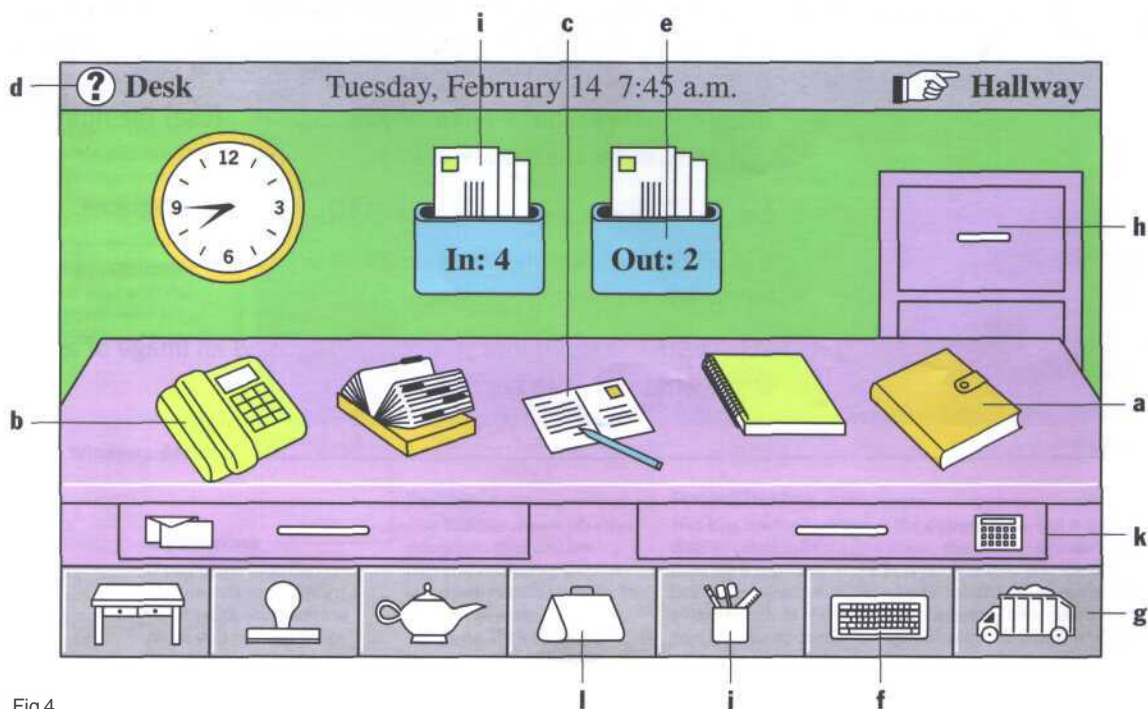 i c e
d ? Desk Tuesday, February 14 7:45 a.m. Hallway
12
9 3
6
In: 4 Out: 2
h
b a
k
g
l j f
Fig 4